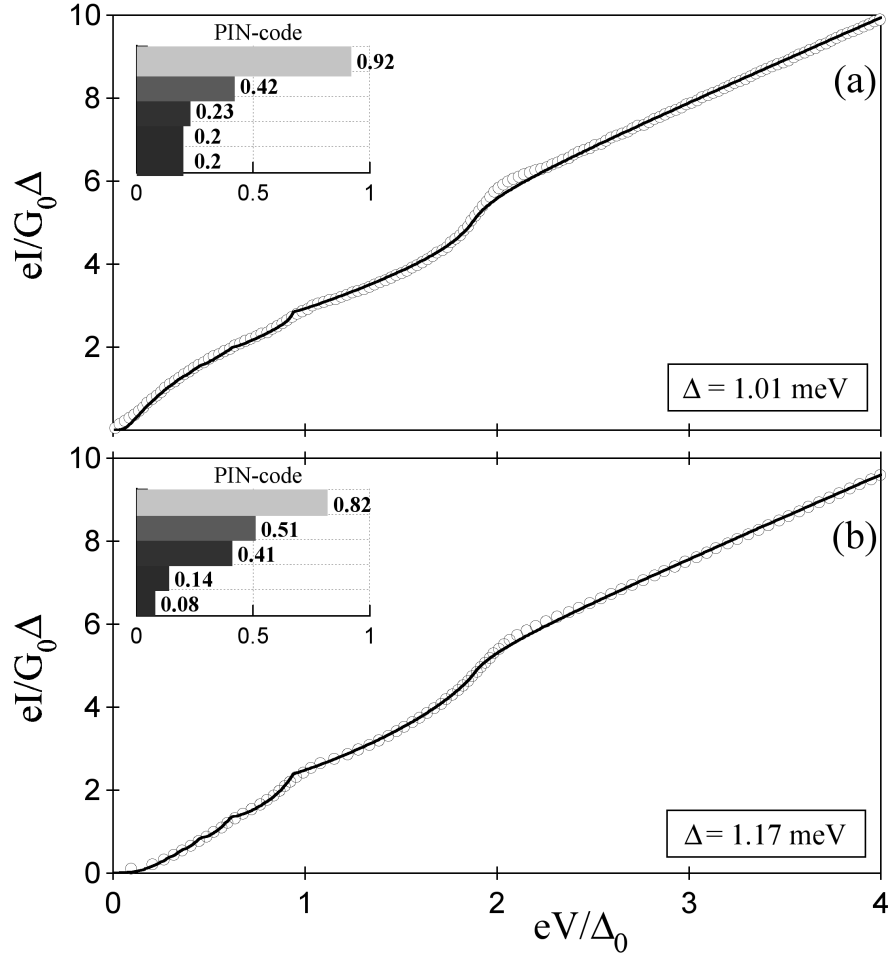 10
8
6
4
2
eI/G₀Δ
PIN-code
0.92
0.42
0.23
0.2
0.2
0 0.5 1
(a)
Δ = 1.01 meV
10
8
6
4
2
0
eI/G₀Δ
PIN-code
0.82
0.51
0.41
0.14
0.08
0 0.5 1
(b)
Δ = 1.17 meV
0 1 2 3 4
eV/Δ₀